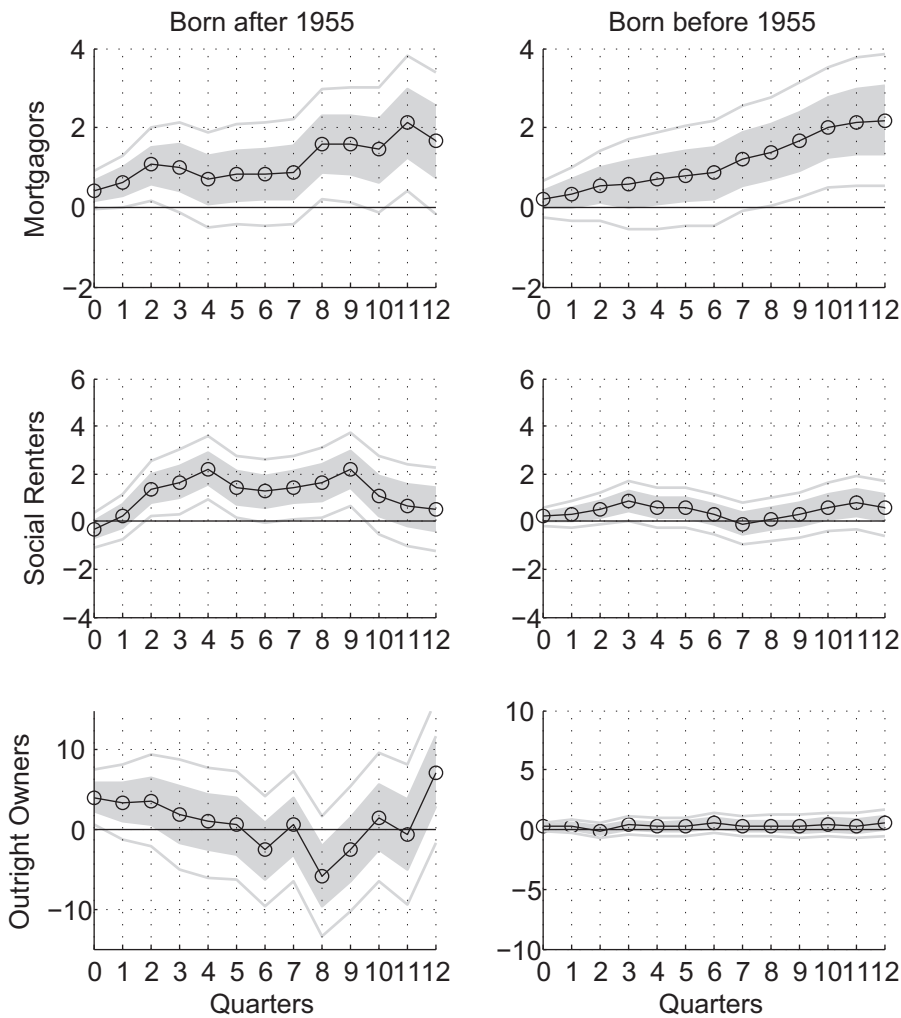 Born after 1955
Born before 1955
Mortgagors
4
2
0
−2
0 1 2 3 4 5 6 7 8 9 10 11 12
4
2
0
−2
0 1 2 3 4 5 6 7 8 9 10 11 12
Social Renters
6
4
2
0
−2
−4
0 1 2 3 4 5 6 7 8 9 10 11 12
6
4
2
0
−2
−4
0 1 2 3 4 5 6 7 8 9 10 11 12
Outright Owners
10
0
−10
0 1 2 3 4 5 6 7 8 9 10 11 12
Quarters
10
5
0
−5
−10
0 1 2 3 4 5 6 7 8 9 10 11 12
Quarters